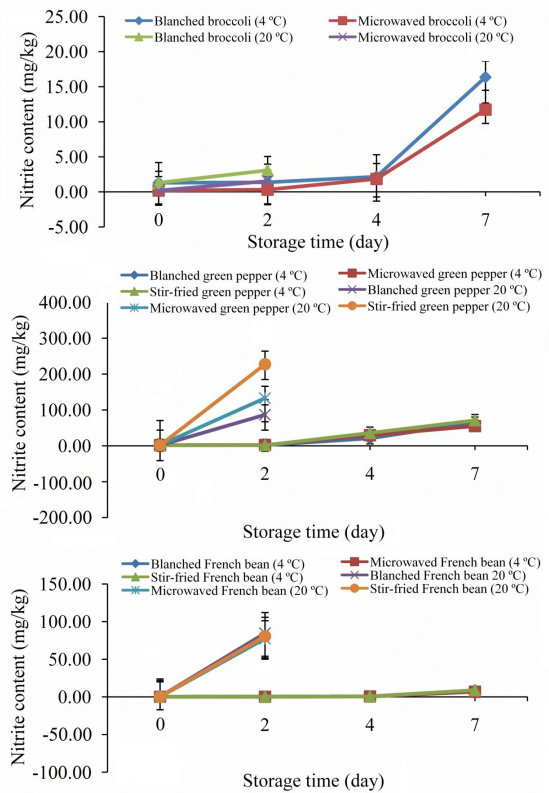 Blanched broccoli (4 ºC) Microwaved broccoli (4 ºC)
Blanched broccoli (20 ºC) Microwaved broccoli (20 ºC)
Nitrite content (mg/kg)
25.00
20.00
15.00
10.00
5.00
0.00
-5.00
0 2 4 7
Storage time (day)
Blanched green pepper (4 ºC) Microwaved green pepper (4 ºC)
Stir-fried green pepper (4 ºC) Blanched green pepper 20 ºC)
Microwaved green pepper (20 ºC) Stir-fried green pepper (20 ºC)
Nitrite content (mg/kg)
400.00
300.00
200.00
100.00
0.00
-100.00
-200.00
0 2 4 7
Storage time (day)
Blanched French bean (4 ºC) Microwaved French bean (4 ºC)
Stir-fried French bean (4 ºC) Blanched French bean 20 ºC)
Microwaved French bean (20 ºC) Stir-fried French bean (20 ºC)
Nitrite content (mg/kg)
150.00
100.00
50.00
0.00
-50.00
-100.00
0 2 4 7
Storage time (day)